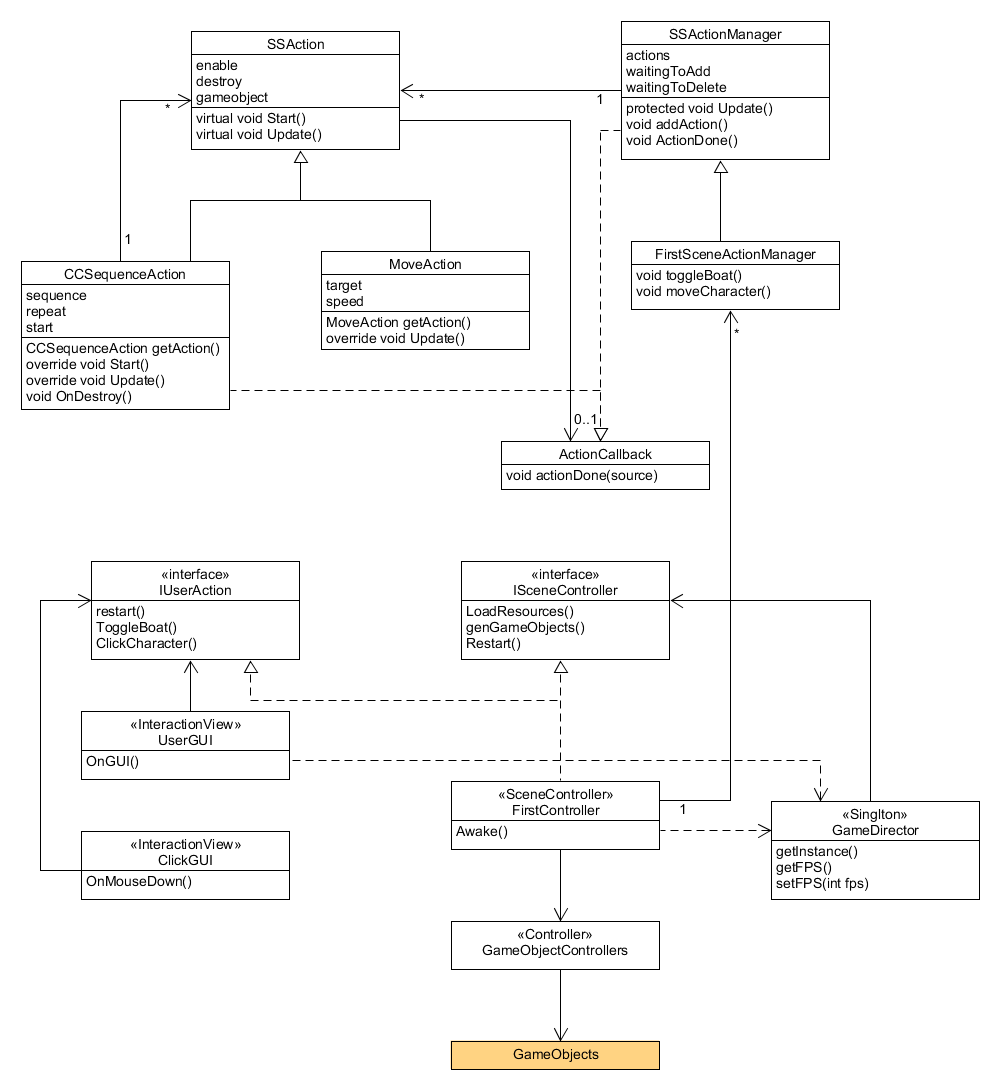 SSAction
enable
destroy
gameobject
virtual void Start()
virtual void Update()
SSActionManager
actions
waitingToAdd
waitingToDelete
protected void Update()
void addAction()
void ActionDone()
*
*
1
1
CCSequenceAction
sequence
repeat
start
CCSequenceAction getAction()
override void Start()
override void Update()
void OnDestroy()
MoveAction
target
speed
MoveAction getAction()
override void Update()
FirstSceneActionManager
void toggleBoat()
void moveCharacter()
*
0..1
ActionCallback
void actionDone(source)
«interface»
IUserAction
restart()
ToggleBoat()
ClickCharacter()
«interface»
ISceneController
LoadResources()
genGameObjects()
Restart()
«InteractionView»
UserGUI
OnGUI()
«SceneController»
FirstController
Awake()
1
«Singlton»
GameDirector
getInstance()
getFPS()
setFPS(int fps)
«InteractionView»
ClickGUI
OnMouseDown()
«Controller»
GameObjectControllers
GameObjects